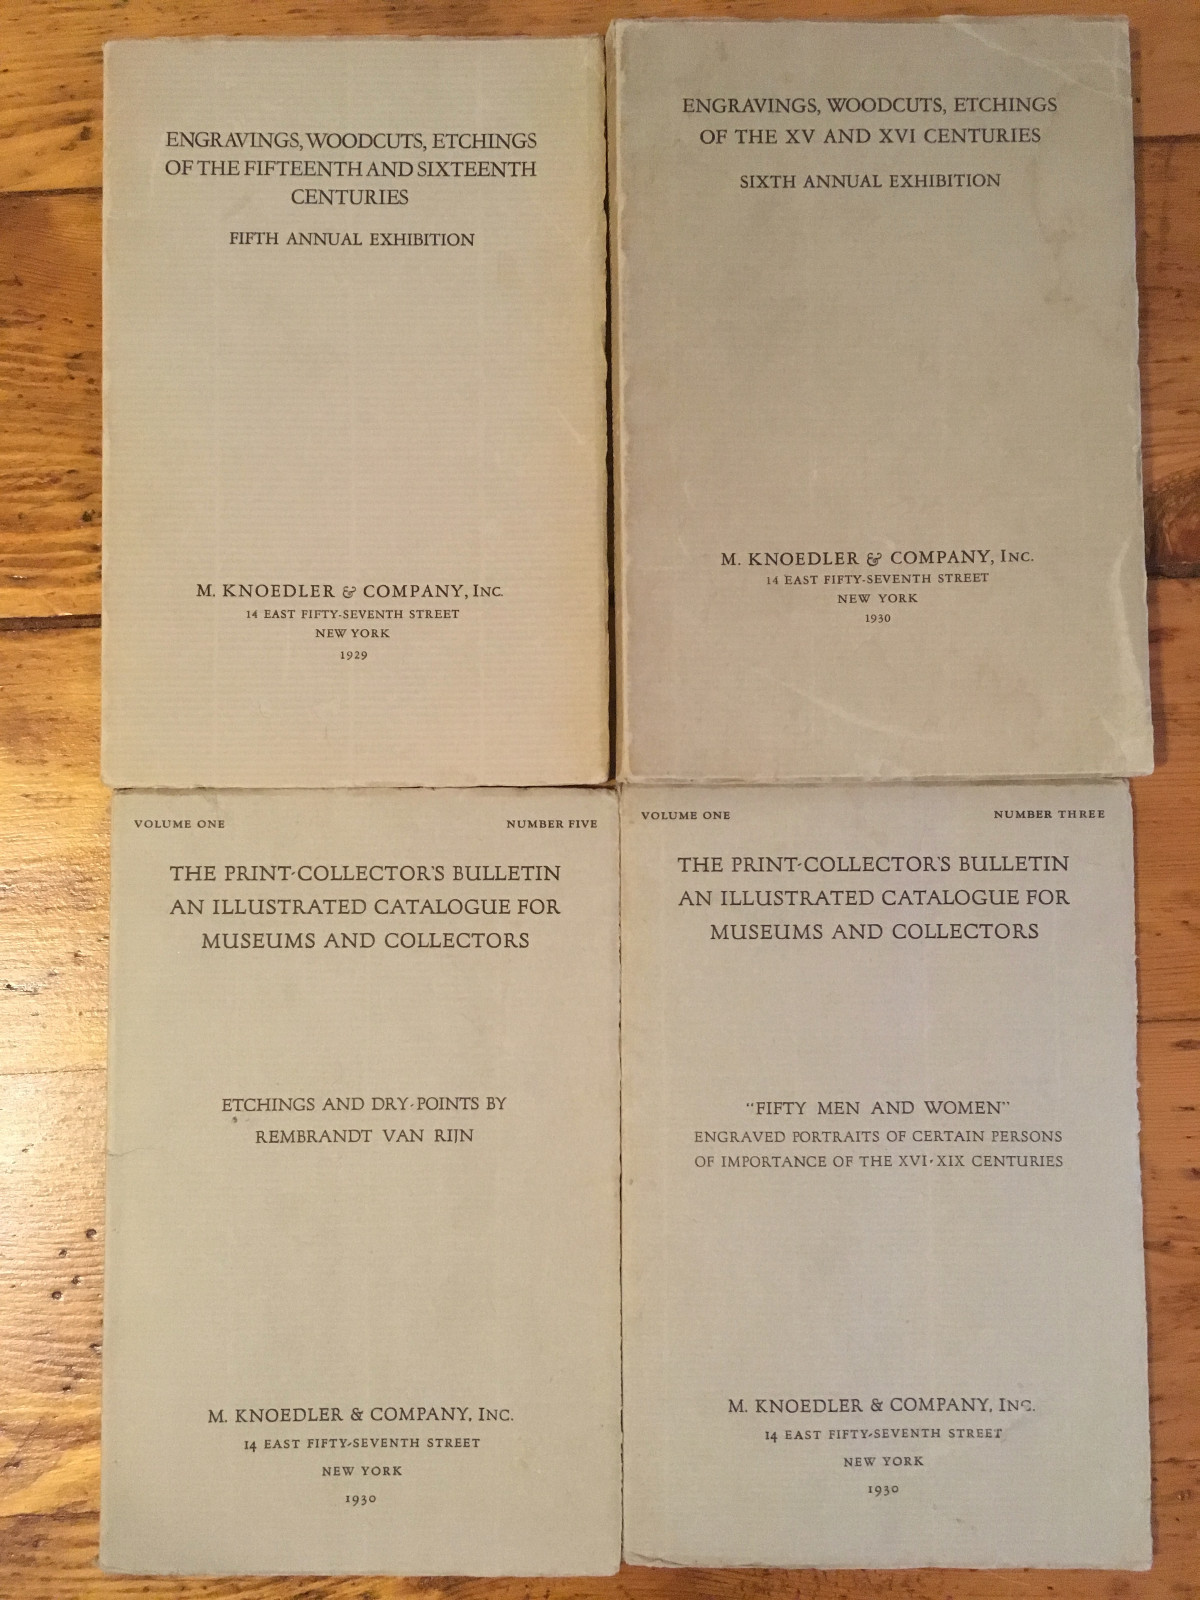 ENGRAVINGS, WOODCUTS, ETCHINGS
OF THE FIFTEENTH AND SIXTEENTH
CENTURIES
FIFTH ANNUAL EXHIBITION
M. KNOEDLER & COMPANY, INC.
14 EAST FIFTY-SEVENTH STREET
NEW YORK
1929
ENGRAVINGS, WOODCUTS, ETCHINGS
OF THE XV AND XVI CENTURIES
SIXTH ANNUAL EXHIBITION
M. KNOEDLER & COMPANY, INC.
14 EAST FIFTY-SEVENTH STREET
NEW YORK
1930
VOLUME ONE NUMBER FIVE
THE PRINT-COLLECTOR'S BULLETIN
AN ILLUSTRATED CATALOGUE FOR
MUSEUMS AND COLLECTORS
ETCHINGS AND DRY-POINTS BY
REMBRANDT VAN RIJN
M. KNOEDLER & COMPANY, INC.
14 EAST FIFTY-SEVENTH STREET
NEW YORK
1930
VOLUME ONE NUMBER THREE
THE PRINT-COLLECTOR'S BULLETIN
AN ILLUSTRATED CATALOGUE FOR
MUSEUMS AND COLLECTORS
"FIFTY MEN AND WOMEN"
ENGRAVED PORTRAITS OF CERTAIN PERSONS
OF IMPORTANCE OF THE XVI-XIX CENTURIES
M. KNOEDLER & COMPANY, INC.
14 EAST FIFTY-SEVENTH STREET
NEW YORK
1930